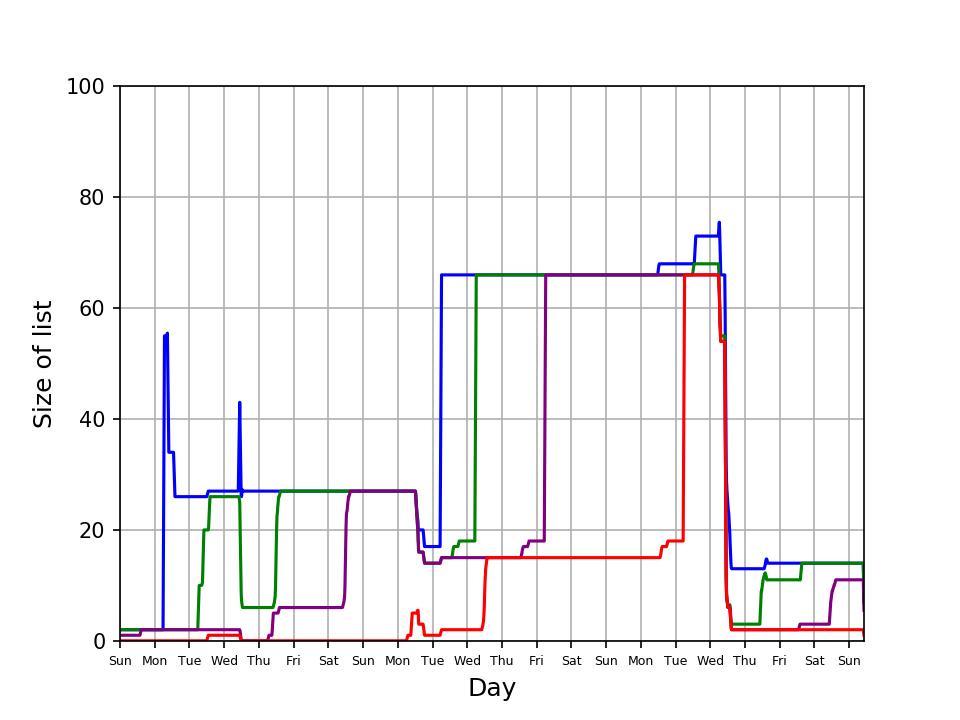 100
80
60
40
20
0
Size of list
Sun Mon Tue Wed Thu Fri Sat Sun Mon Tue Wed Thu Fri Sat Sun Mon Tue Wed Thu Fri Sat Sun
Day